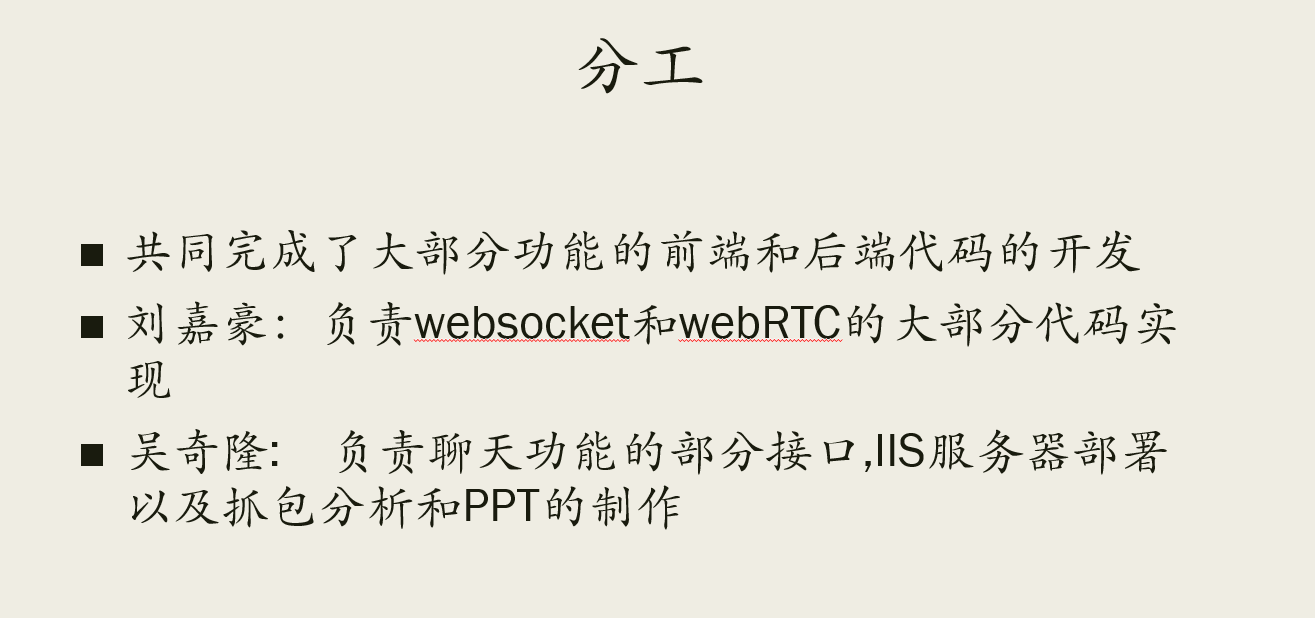 分工
■ 共同完成了大部分功能的前端和后端代码的开发
■ 刘嘉豪： 负责websocket和webRTC的大部分代码实
现
■ 吴奇隆:  负责聊天功能的部分接口,IIS服务器部署
以及抓包分析和PPT的制作